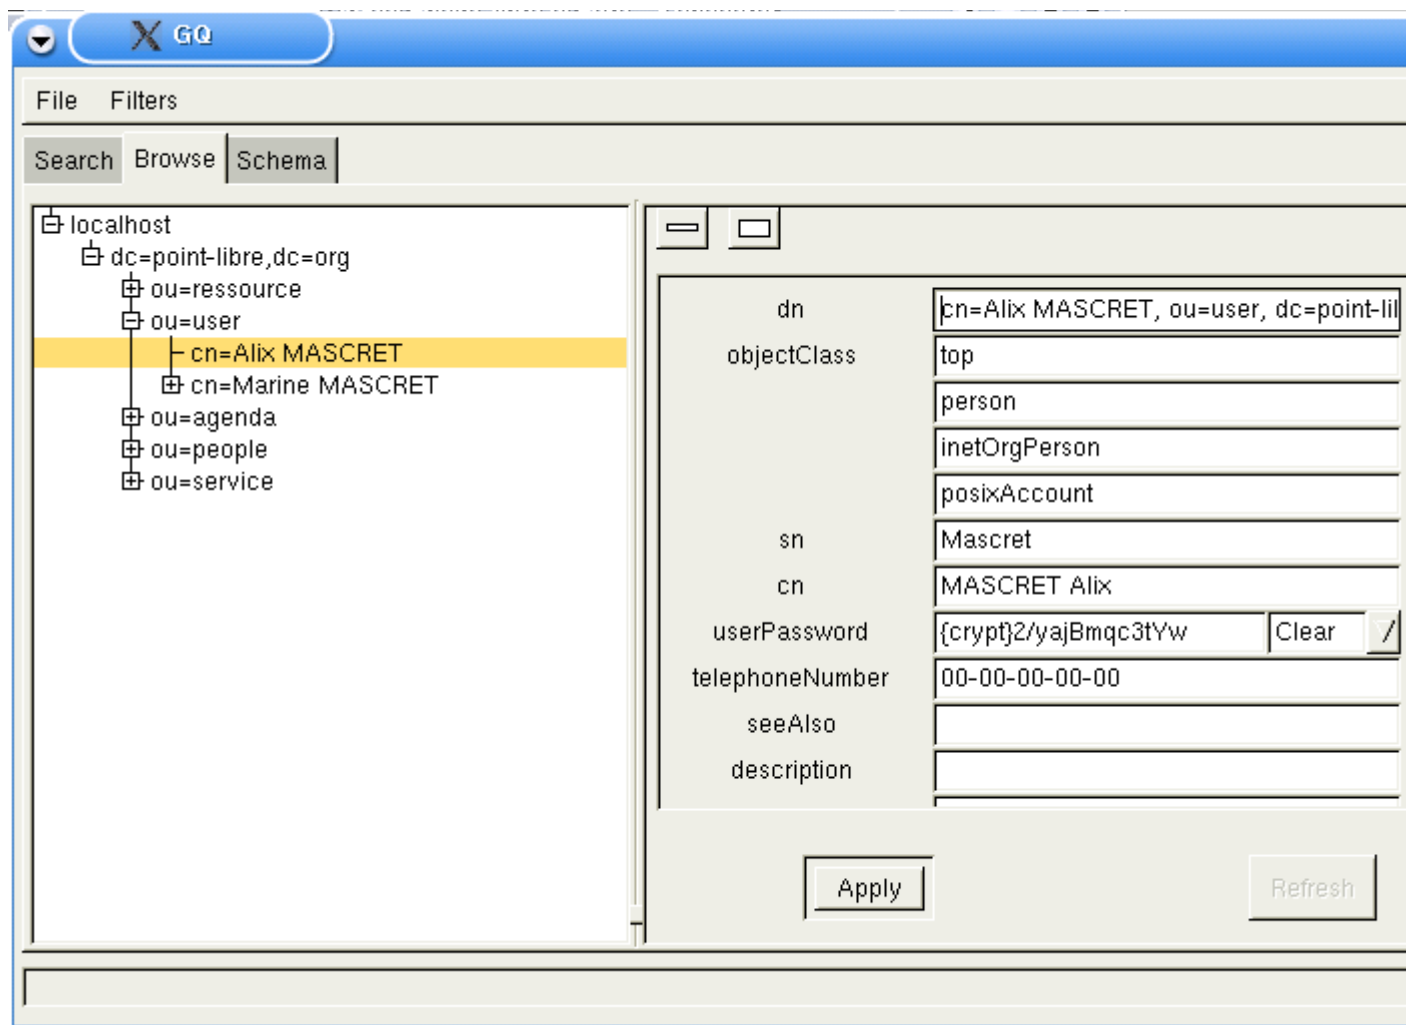 GQ
File Filters
Search Browse Schema
localhost
dc=point-libre,dc=org
ou=ressource
ou=user
cn=Alix MASCRET
cn=Marine MASCRET
ou=agenda
ou=people
ou=service
dn cn=Alix MASCRET, ou=user, dc=point-lil
objectClass top
person
inetOrgPerson
posixAccount
sn Mascret
cn MASCRET Alix
userPassword {crypt}2/yajBmqc3tYw Clear
telephoneNumber 00-00-00-00-00
seeAlso
description
Apply Refresh